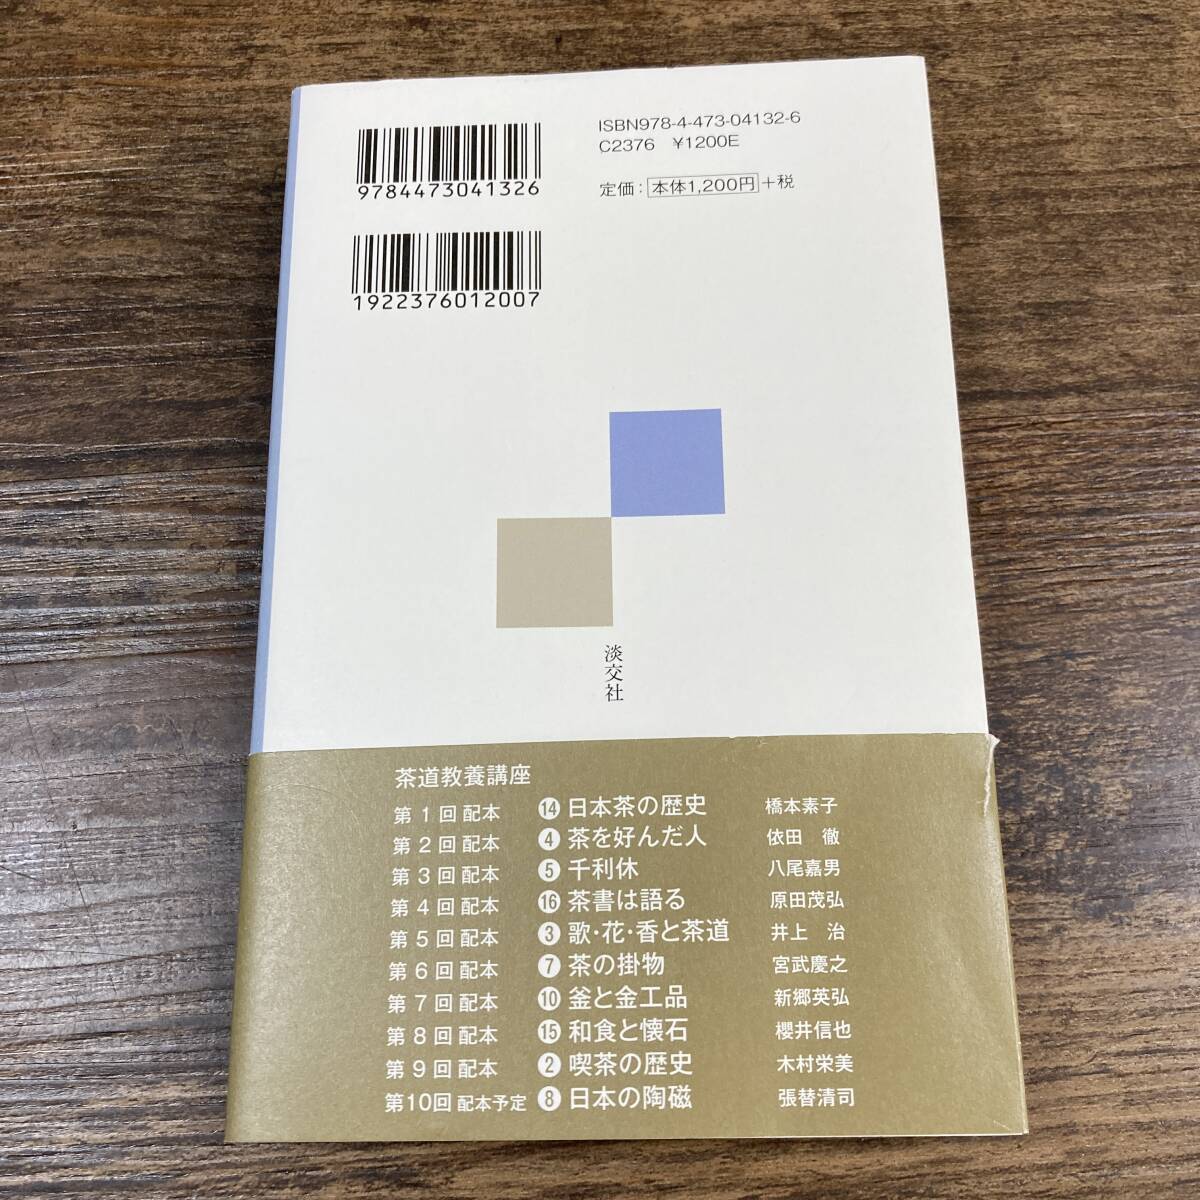 ISBN978-4-473-04132-6
C2376 ¥1200E
定価：本体1,200円+税
9784473041326
1922376012007
淡交社
茶道教養講座
第1回配本 ⑭ 日本茶の歴史 橋本素子
第2回配本 ④ 茶を好んだ人 依田 徹
第3回配本 ⑤ 千利休 八尾嘉男
第4回配本 ⑯ 茶書は語る 原田茂弘
第5回配本 ③ 歌・花・香と茶道 井上 治
第6回配本 ⑦ 茶の掛物 宮武慶之
第7回配本 ⑩ 釜と金工品 新郷英弘
第8回配本 ⑮ 和食と懐石 櫻井信也
第9回配本 ② 喫茶の歴史 木村栄美
第10回配本予定 ⑧ 日本の陶磁 張替清司